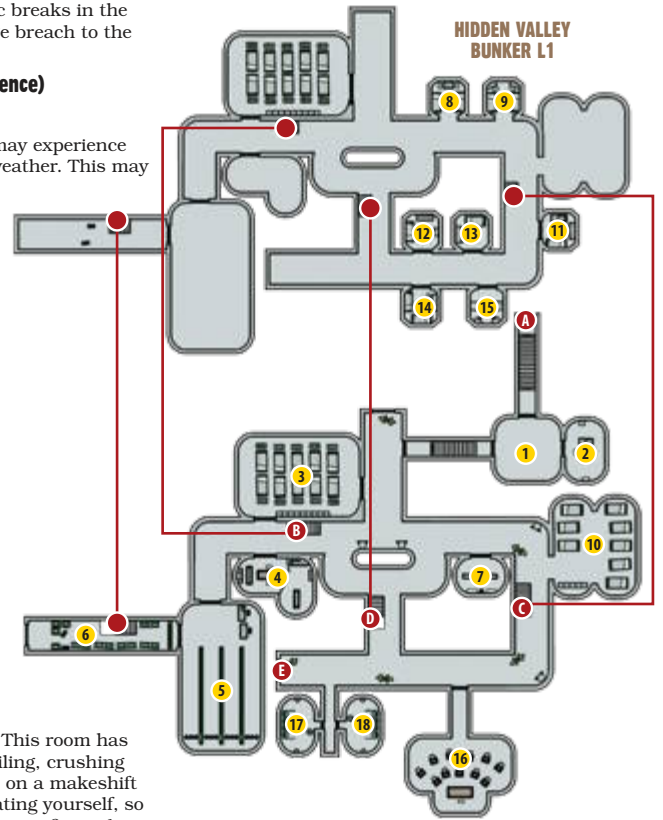 c breaks in the
e breach to the
ence)
may experience
weather. This may
HIDDEN VALLEY
BUNKER L1
8
9
12
13
11
14
15
A
1
2
3
B
10
4
7
C
D
6
E
5
17
18
16
This room has
iling, crushing
on a makeshift
ating yourself, so